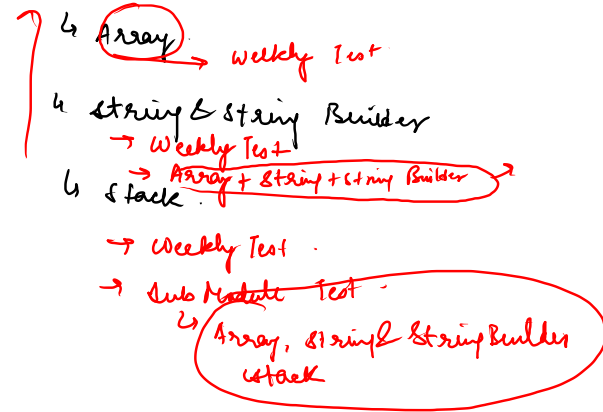 ↳ Array
→ Weekly Test
↳ String & String Builder
→ Weekly Test
→ Array + String + String Builder
↳ Stack.
→ Weekly Test.
→ Sub Module Test.
↳ Array, String & String Builder
stack